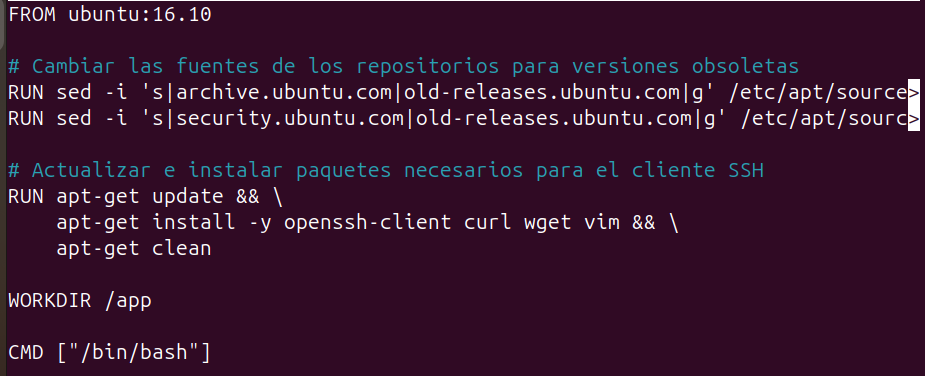 FROM ubuntu:16.10
# Cambiar las fuentes de los repositorios para versiones obsoletas
RUN sed -i 's|archive.ubuntu.com|old-releases.ubuntu.com|g' /etc/apt/source>
RUN sed -i 's|security.ubuntu.com|old-releases.ubuntu.com|g' /etc/apt/sourc>
# Actualizar e instalar paquetes necesarios para el cliente SSH
RUN apt-get update && \
    apt-get install -y openssh-client curl wget vim && \
    apt-get clean
WORKDIR /app
CMD ["/bin/bash"]